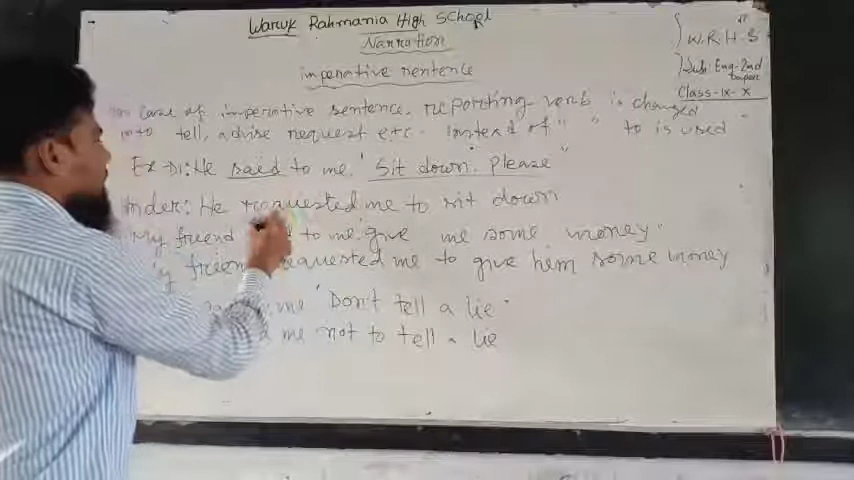 Waruk Rahmania High School
Narration
imperative sentence
W.R.H.S
Sub: Eng-2nd
paper
Class-ix-x
In case of imperative sentence, reporting verb is changed
into tell, advise request etc. Instead of " " to is used
Ex-Di: He said to me. "Sit down. Please"
Inder: He requested me to sit down
My friend to me 'give me some money.
friend requested me to give him some money
me "Don't tell a lie"
me not to tell a lie